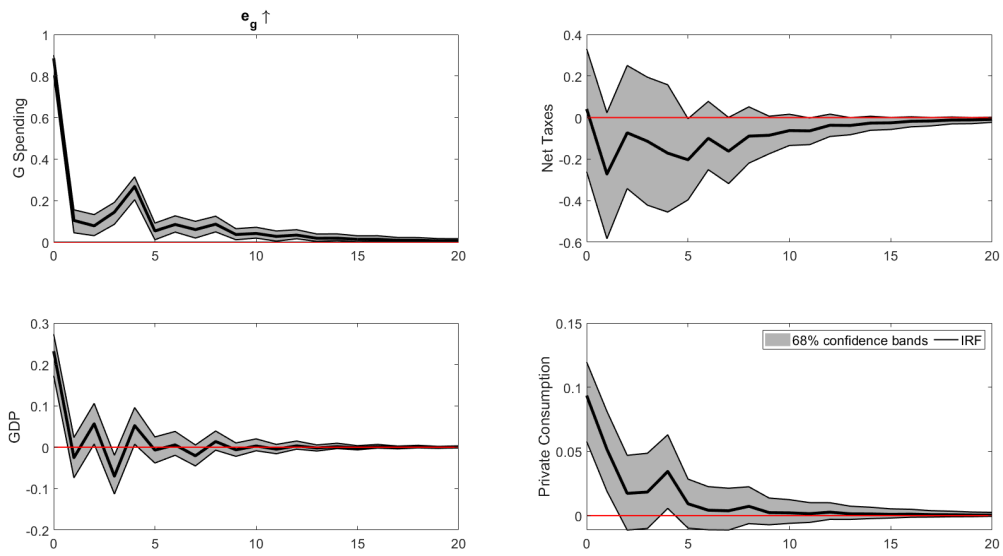 e_g ↑
G Spending
1
0.8
0.6
0.4
0.2
0
0 5 10 15 20
Net Taxes
0.4
0.2
0
-0.2
-0.4
-0.6
0 5 10 15 20
GDP
0.3
0.2
0.1
0
-0.1
-0.2
0 5 10 15 20
Private Consumption
0.15
0.1
0.05
0
0 5 10 15 20
68% confidence bands IRF